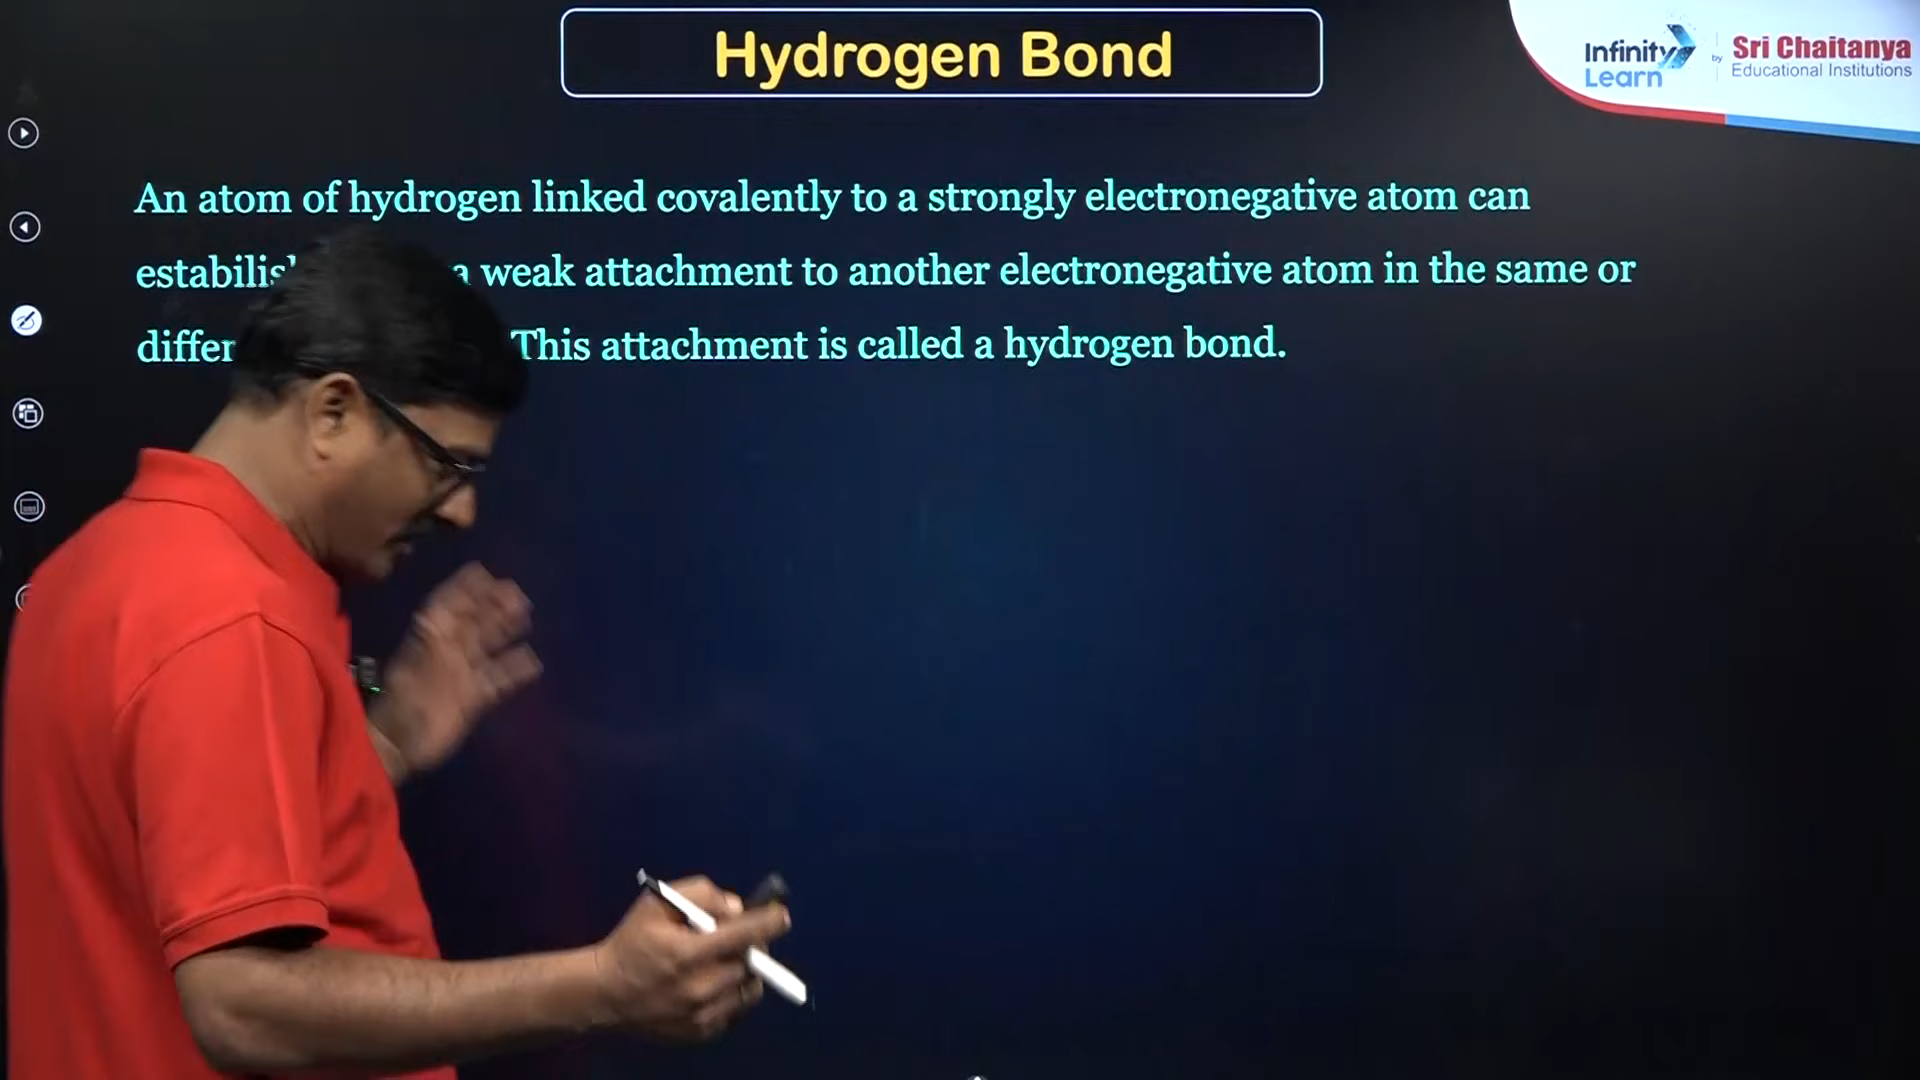 Hydrogen Bond
Infinity Learn
by
Sri Chaitanya
Educational Institutions
An atom of hydrogen linked covalently to a strongly electronegative atom can
a weak attachment to another electronegative atom in the same or
This attachment is called a hydrogen bond.